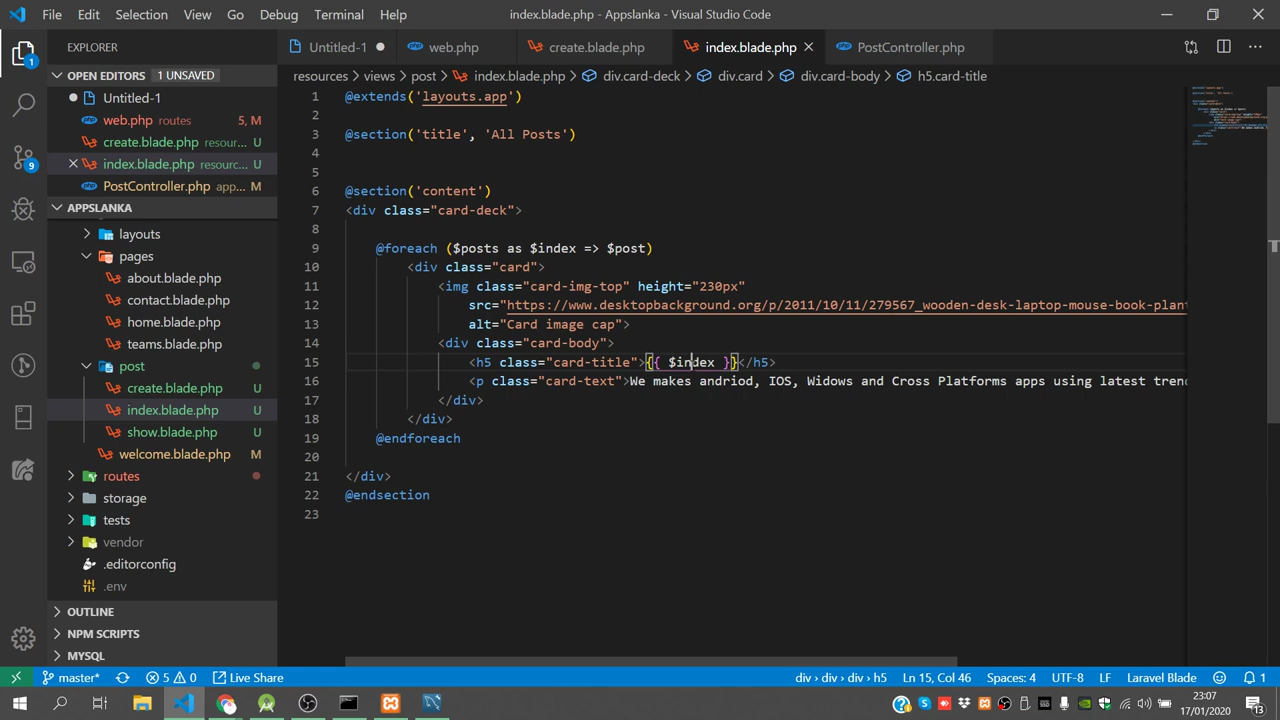 File Edit Selection View Go Debug Terminal Help index.blade.php - Appslanka - Visual Studio Code
EXPLORER
Untitled-1 web.php create.blade.php index.blade.php PostController.php
resources views post index.blade.php div.card-deck div.card div.card-body h5.card-title
1
OPEN EDITORS 1 UNSAVED
Untitled-1
web.php routes 5, M
create.blade.php U
index.blade.php resourc... U
PostController.php app... M
APPSLANKA
layouts
pages
about.blade.php
contact.blade.php
home.blade.php
teams.blade.php
post
create.blade.php U
index.blade.php U
show.blade.php U
welcome.blade.php M
routes
storage
tests
vendor
.editorconfig
.env
OUTLINE
NPM SCRIPTS
MYSQL
9
1 @extends('layouts.app')
2
3 @section('title', 'All Posts')
4
5
6 @section('content')
7 <div class="card-deck">
8
9 @foreach ($posts as $index => $post)
10 <div class="card">
11 <img class="card-img-top" height="230px"
12 src="https://www.desktopbackground.org/p/2011/10/11/279567_wooden-desk-laptop-mouse-book-plant
13 alt="Card image cap">
14 <div class="card-body">
15 <h5 class="card-title">{{ $index }}</h5>
16 <p class="card-text">We makes andriod, IOS, Widows and Cross Platforms apps using latest trend
17 </div>
18 </div>
19 @endforeach
20
21 </div>
22 @endsection
23
master* 5 0 Live Share div div div h5 Ln 15, Col 46 Spaces: 4 UTF-8 LF Laravel Blade 1
23:07
17/01/2020
13